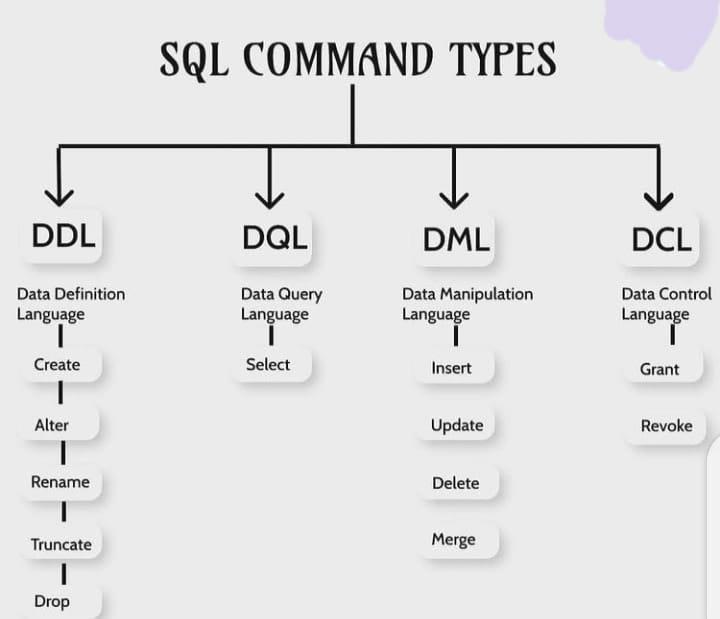 SQL COMMAND TYPES
DDL
Data Definition
Language
Create
Alter
Rename
Truncate
Drop
DQL
Data Query
Language
Select
DML
Data Manipulation
Language
Insert
Update
Delete
Merge
DCL
Data Control
Language
Grant
Revoke